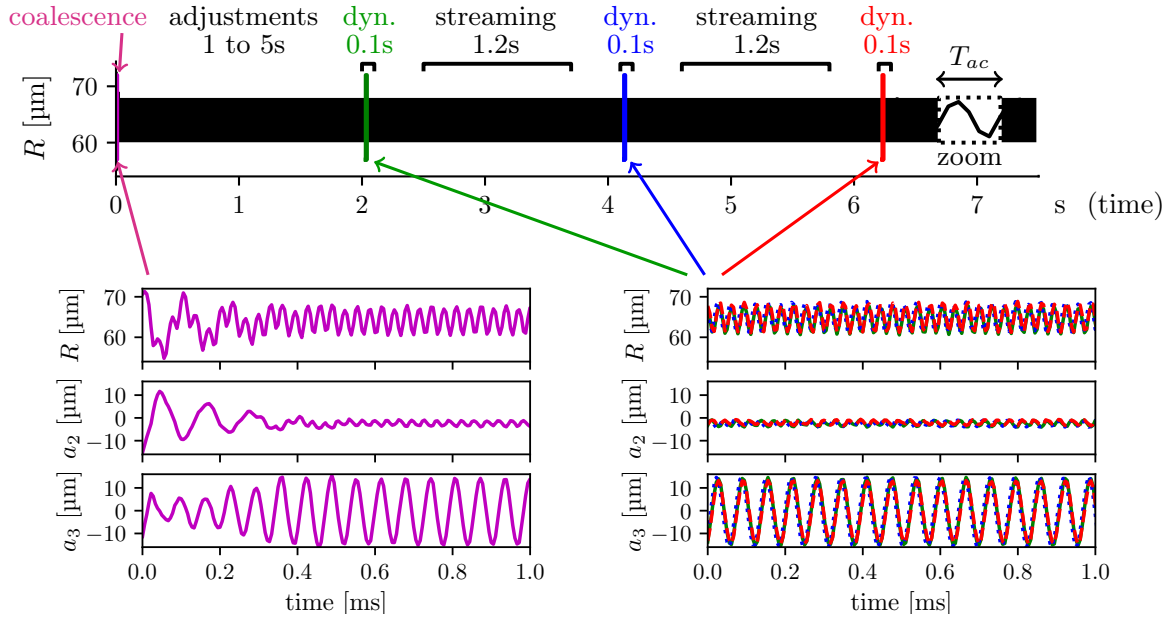 coalescence adjustments dyn. streaming dyn. streaming dyn.
1 to 5s 0.1s 1.2s 0.1s 1.2s 0.1s
T_ac
R [µm]
70
60
zoom
0 1 2 3 4 5 6 7 s (time)
R [µm]
70
60
a_2 [µm]
10
0
−10
a_3 [µm]
10
0
−10
0.0 0.2 0.4 0.6 0.8 1.0
time [ms]
R [µm]
70
60
a_2 [µm]
10
0
−10
a_3 [µm]
10
0
−10
0.0 0.2 0.4 0.6 0.8 1.0
time [ms]